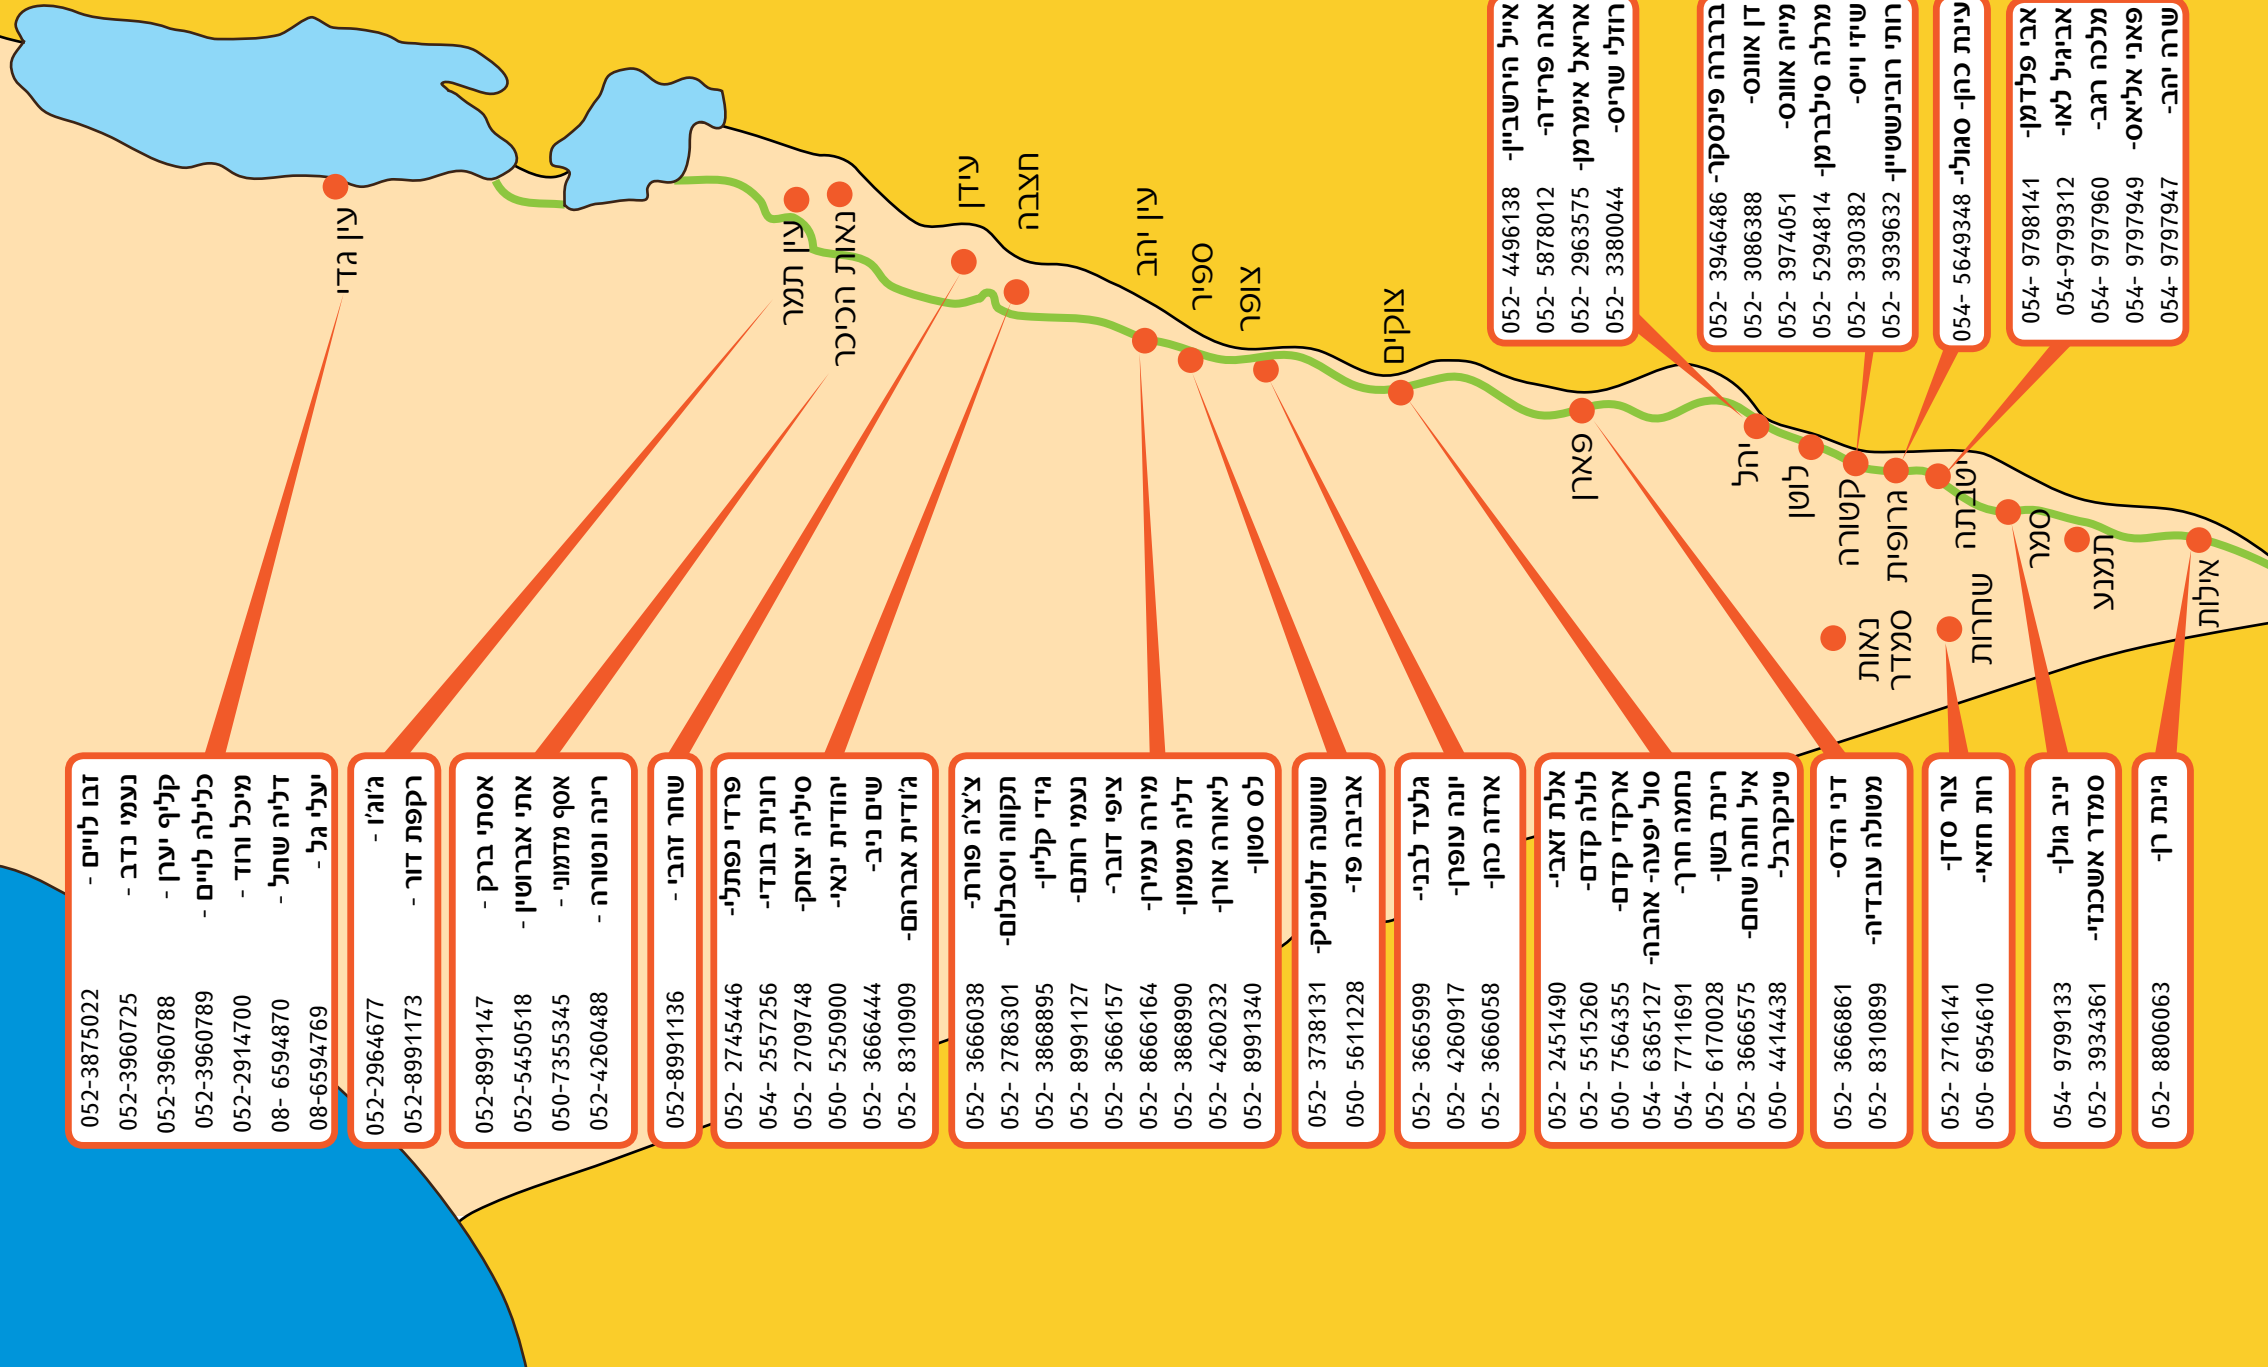 עין גדי
עין תמר
נאות הכיכר
עידן
חצבה
עין יהב
ספיר
צופר
צוקים
פארן
יהל
לוטן
קטורה
גרופית
יטבתה
סמר
תמנע
אילות
נאות
סמדר
שחרות
אייל הירשביין- 052- 4496138
אנה פרידה- 052- 5878012
אריאל אימרמן- 052- 2963575
רוזלי שריס- 052- 3380044
ברברה פינסקר- 052- 3946486
דן אוונס- 052- 3086388
מייה אוונס- 052- 3974051
מרלה סילברמן- 052- 5294814
שידי וייס- 052- 3930382
רותי רובינשטיין- 052- 3939632
עינת כהן- סגולי- 054- 5649348
אבי פלדמן- 054- 9798141
אביגיל לאו- 054-9799312
מלכה רגב- 054- 9797960
פאני אליאס- 054- 9797949
שרה יהב- 054- 9797947
זבו לויים - 052-3875022
נעמי נדב - 052-3960725
קליף יערן - 052-3960788
כלילה לויים - 052-3960789
מיכל ורוד - 052-2914700
דליה שחל - 08- 6594870
יעלי גל - 08-6594769
ג'וג'ו - 052-2964677
רקפת דור - 052-8991173
אסתי ברק - 052-8991147
אתי אברוטין - 052-5450518
אסף מדמוני - 050-7355345
רינה ונטורה - 052-4260488
שחר זהבי - 052-8991136
פרדי נפתלי- 052- 2745446
רונית בונדי- 054- 2557256
סיליה יצחק- 052- 2709748
יהודית ינאי- 050- 5250900
שים ניב- 052- 3666444
ג'ודית אברהם- 052- 8310909
צ'צ'ה פורת- 052- 3666038
תקווה ויסבלום- 052- 2786301
גידי קליין- 052- 3868895
נעמי רותם- 052- 8991127
ציפי דובר- 052- 3666157
מירה עמירן- 052- 8666164
דליה מטמון- 052- 3868990
ליאורה אורן- 052- 4260232
לס סטון- 052- 8991340
שושנה זלוטניק- 052- 3738131
אביבה פז- 050- 5611228
גלעד לבני- 052- 3665999
יונה עופרן- 052- 4260917
ארזה כהן- 052- 3666058
אלת זאבי- 052- 2451490
לולה קדם- 052- 5515260
ארקדי קדם- 050- 7564355
סול יפעה- אהבה- 054- 6365127
נחמה חרך- 054- 7711691
רינת בשן- 052- 6170028
איל וחנה שחם- 052- 3666575
טינקרבל- 050- 4414438
דני הדס- 052- 3666861
מטולה עובדיה- 052- 8310899
צור סדן- 052- 2716141
רות חזאי- 050- 6954610
יניב גולן- 054- 9799133
סמדר אשכנזי- 052- 3934361
גינת רן- 052- 8806063